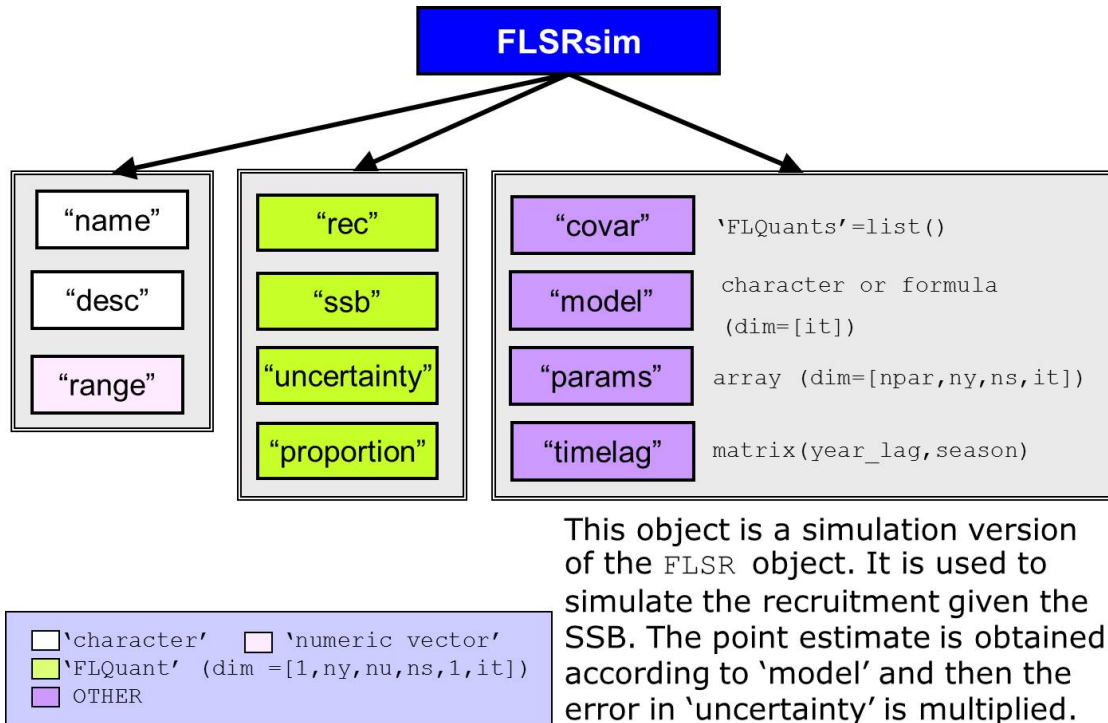 FLSRsim
“name”
“desc”
“range”
“rec”
“ssb”
“uncertainty”
“proportion”
“covar” ‘FLQuants’=list()
“model” character or formula
(dim=[it])
“params” array (dim=[npar,ny,ns,it])
“timelag” matrix(year_lag,season)
This object is a simulation version
of the FLSR object. It is used to
simulate the recruitment given the
SSB. The point estimate is obtained
according to ‘model’ and then the
error in ‘uncertainty’ is multiplied.
‘character’ ‘numeric vector’
‘FLQuant’ (dim =[1,ny,nu,ns,1,it])
OTHER